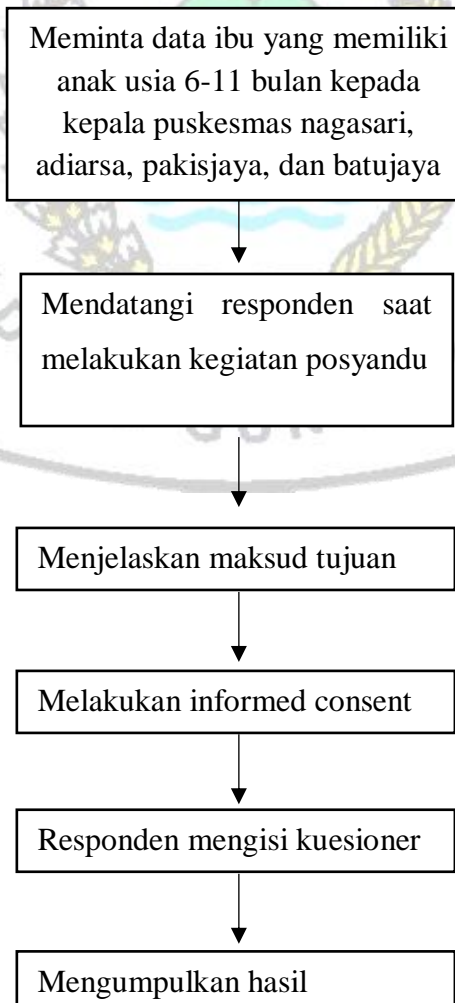 Meminta data ibu yang memiliki
anak usia 6-11 bulan kepada
kepala puskesmas nagasari,
adiarsa, pakisjaya, dan batujaya
Mendatangi responden saat
melakukan kegiatan posyandu
Menjelaskan maksud tujuan
Melakukan informed consent
Responden mengisi kuesioner
Mengumpulkan hasil